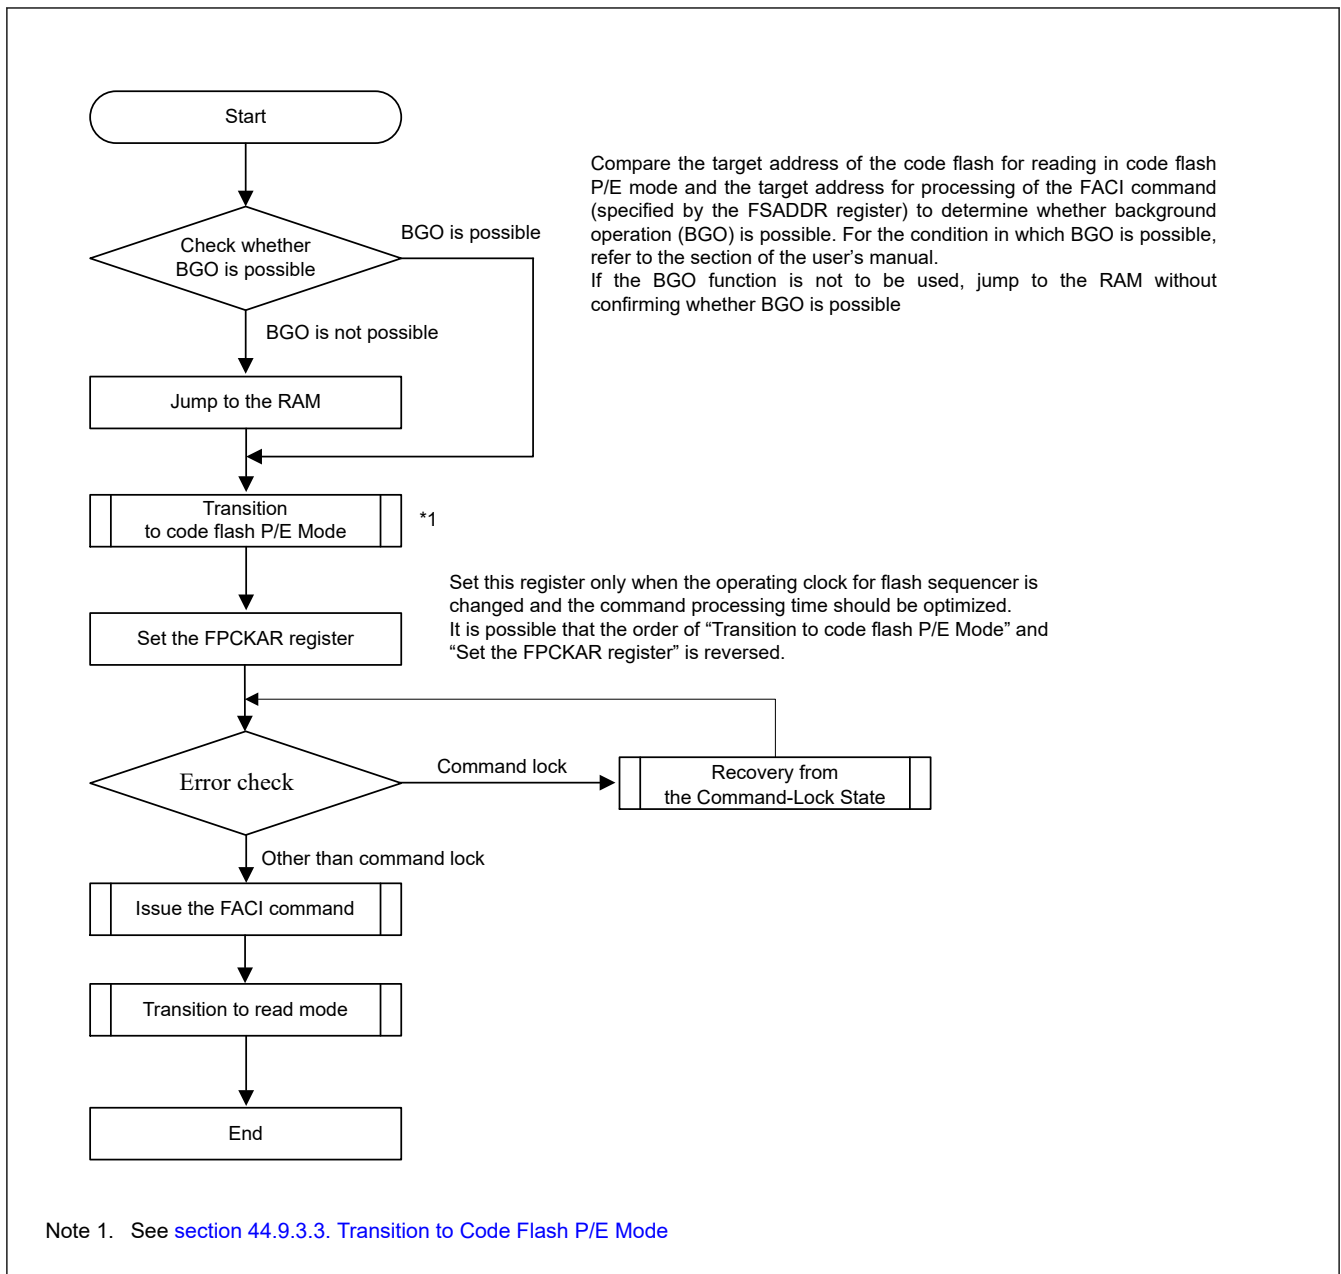 Start
Compare the target address of the code flash for reading in code flash
P/E mode and the target address for processing of the FACI command
(specified by the FSADDR register) to determine whether background
operation (BGO) is possible. For the condition in which BGO is possible,
refer to the section of the user's manual.
If the BGO function is not to be used, jump to the RAM without
confirming whether BGO is possible
Check whether
BGO is possible
BGO is possible
BGO is not possible
Jump to the RAM
Transition
to code flash P/E Mode
*1
Set the FPCKAR register
Set this register only when the operating clock for flash sequencer is
changed and the command processing time should be optimized.
It is possible that the order of “Transition to code flash P/E Mode” and
“Set the FPCKAR register” is reversed.
Error check
Command lock
Recovery from
the Command-Lock State
Other than command lock
Issue the FACI command
Transition to read mode
End
Note 1. See section 44.9.3.3. Transition to Code Flash P/E Mode